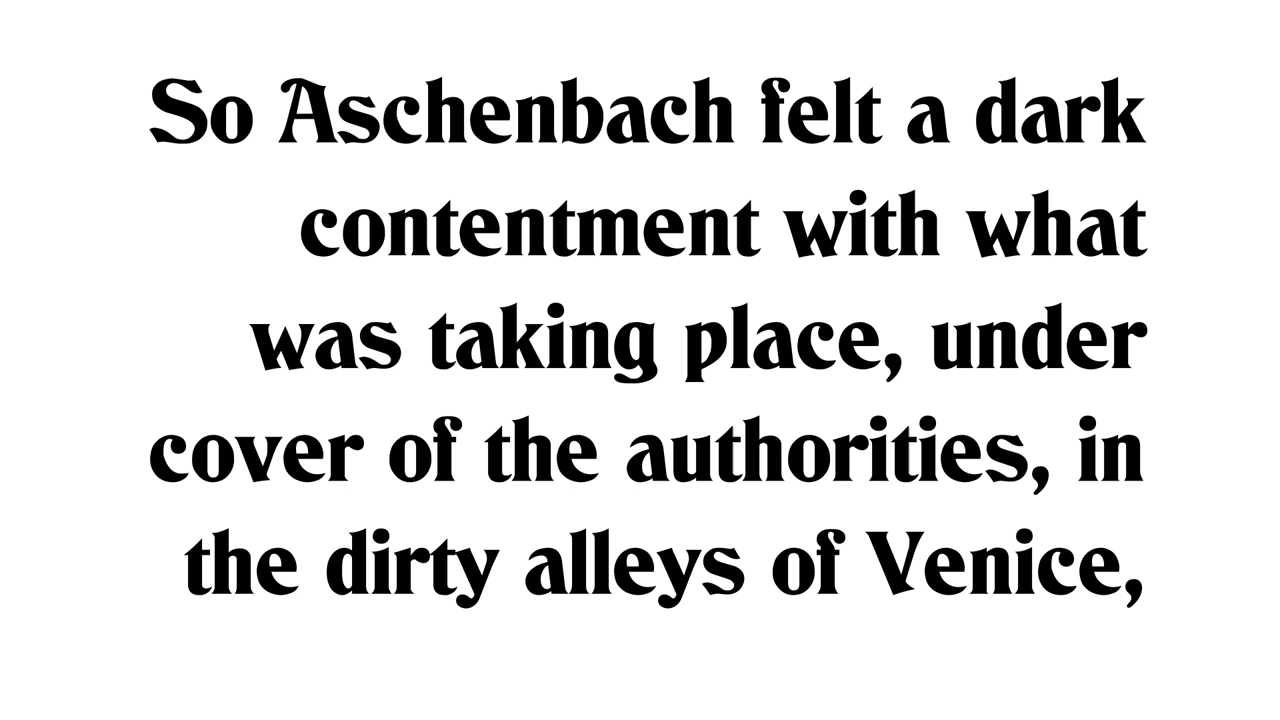 So Aschenbach felt a dark
contentment with what
was taking place, under
cover of the authorities, in
the dirty alleys of Venice,